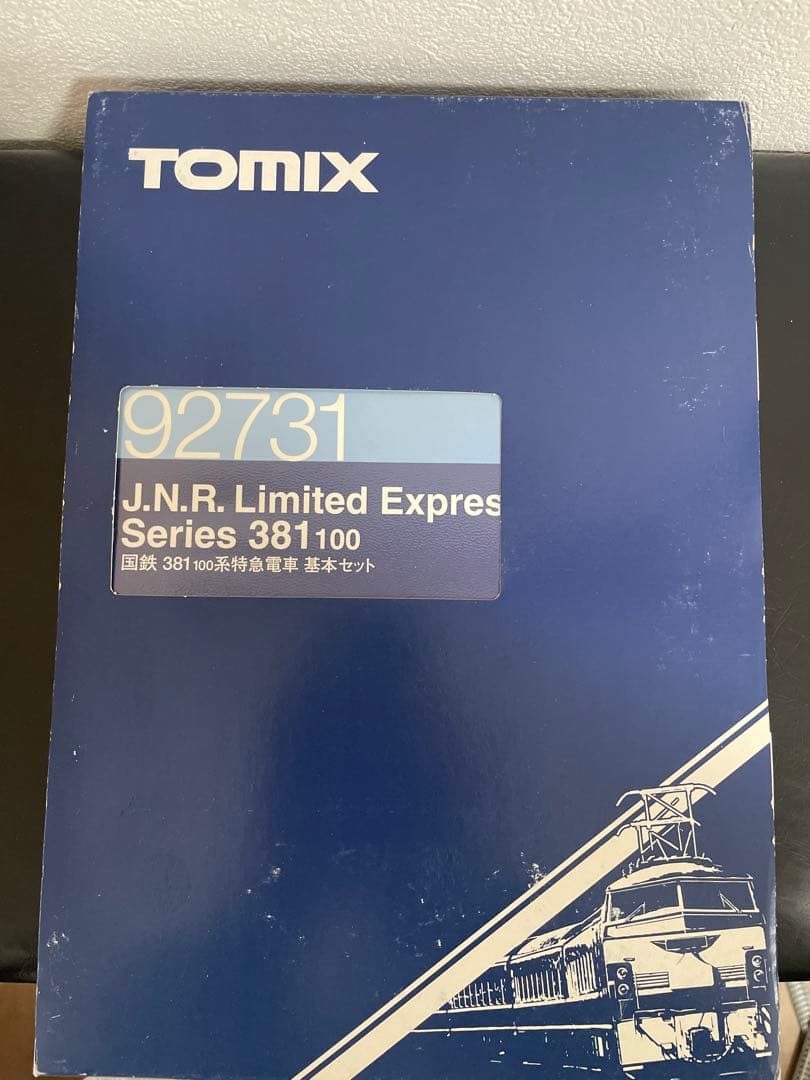 TOMIX
92731
J.N.R. Limited Expres
Series 381100
国鉄 381100系特急電車 基本セット